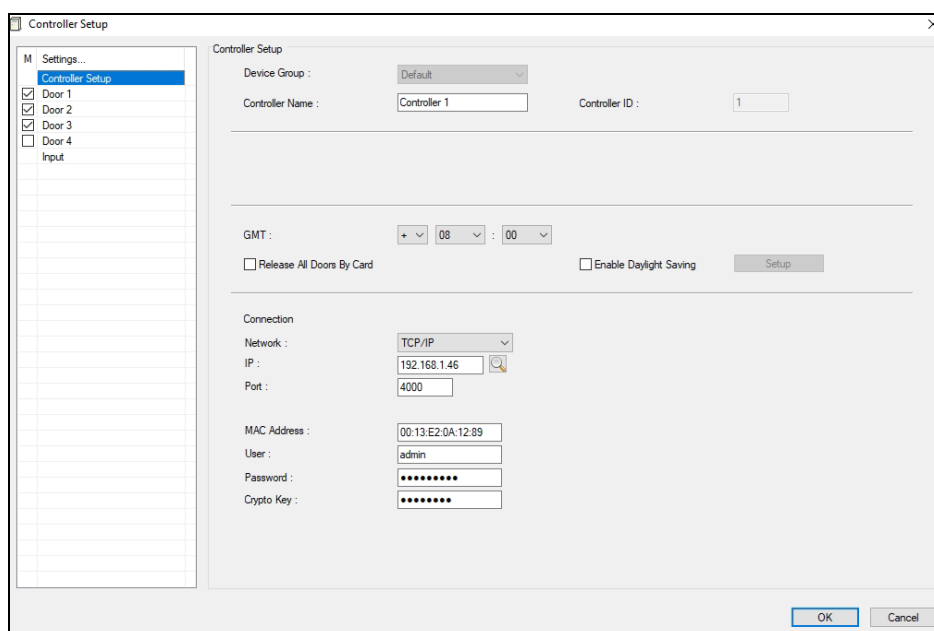 Controller Setup
M Settings...
Controller Setup
Door 1
Door 2
Door 3
Door 4
Input
Controller Setup
Device Group : Default
Controller Name : Controller 1 Controller ID : 1
GMT : + 08 : 00
Release All Doors By Card Enable Daylight Saving Setup
Connection
Network : TCP/IP
IP : 192.168.1.46
Port : 4000
MAC Address : 00:13:E2:0A:12:89
User : admin
Password : •••••••••
Crypto Key : ••••••••
OK Cancel